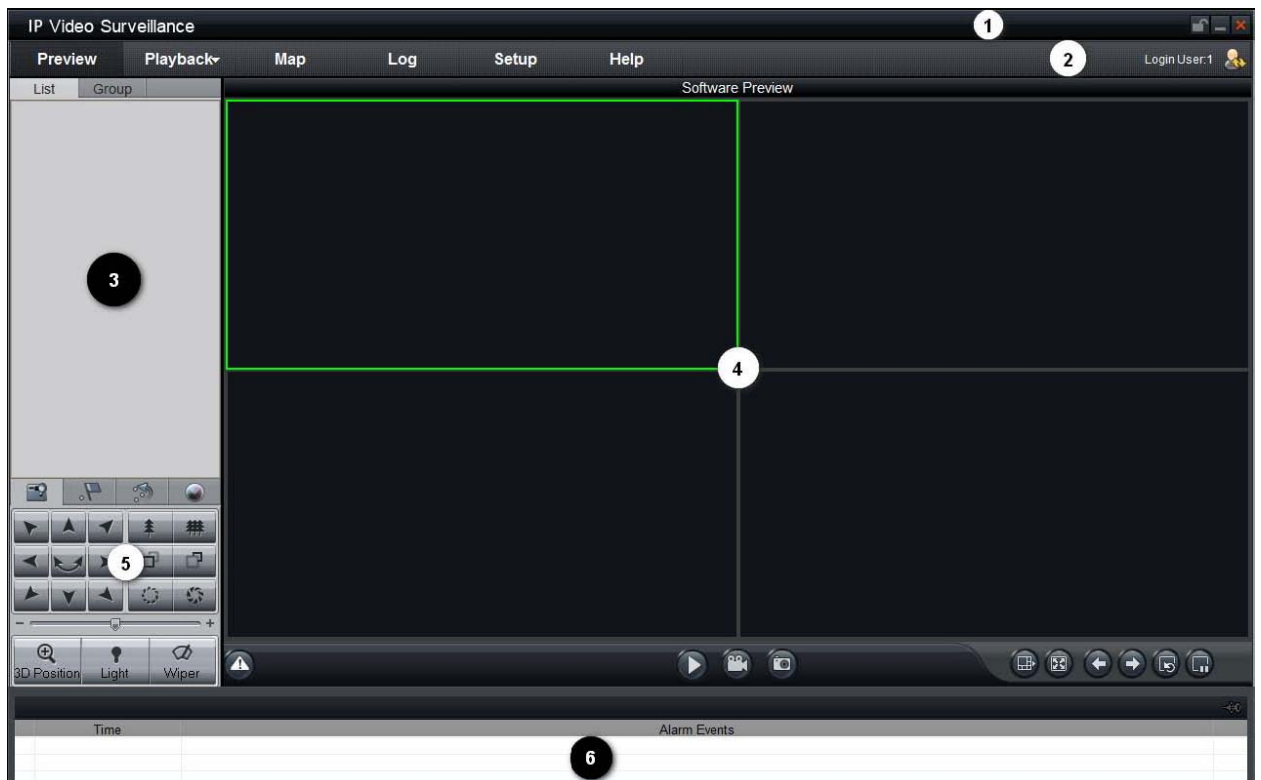 IP Video Surveillance 1
Preview Playback Map Log Setup Help 2 Login User:1
List Group Software Preview
3
4
5
- +
3D Position Light Wiper
Time Alarm Events
6